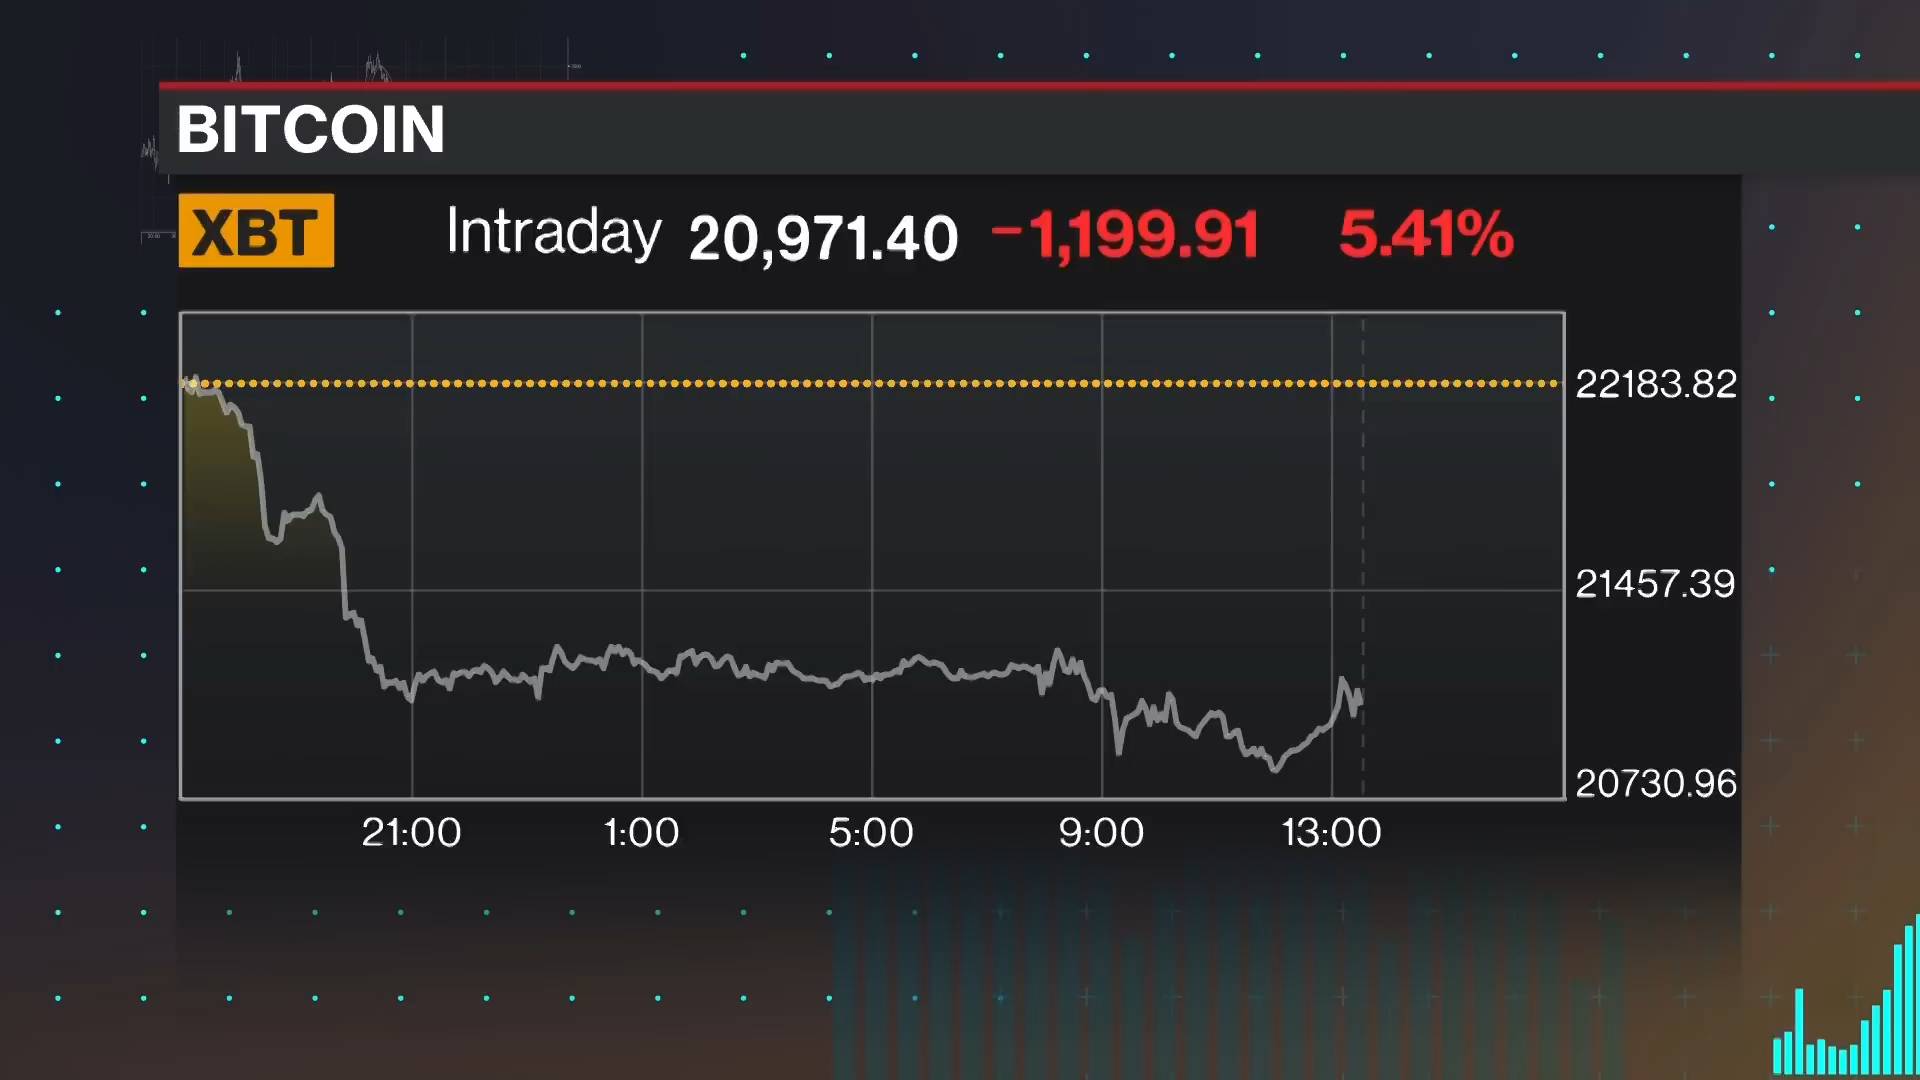 BITCOIN
XBT Intraday 20,971.40 -1,199.91 5.41%
22183.82
21457.39
20730.96
21:00 1:00 5:00 9:00 13:00